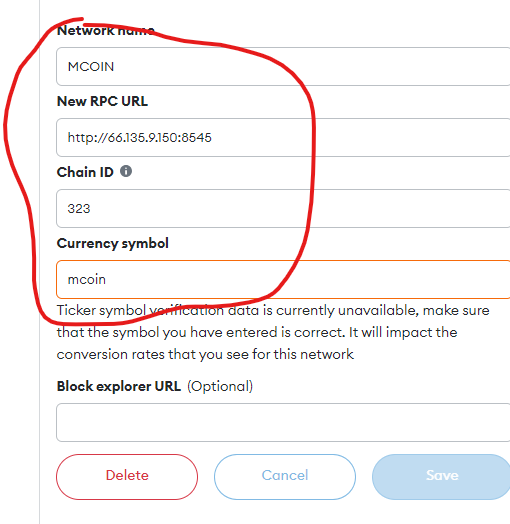 Network name
MCOIN
New RPC URL
http://66.135.9.150:8545
Chain ID
323
Currency symbol
mcoin
Ticker symbol verification data is currently unavailable, make sure
that the symbol you have entered is correct. It will impact the
conversion rates that you see for this network
Block explorer URL (Optional)
Delete Cancel Save